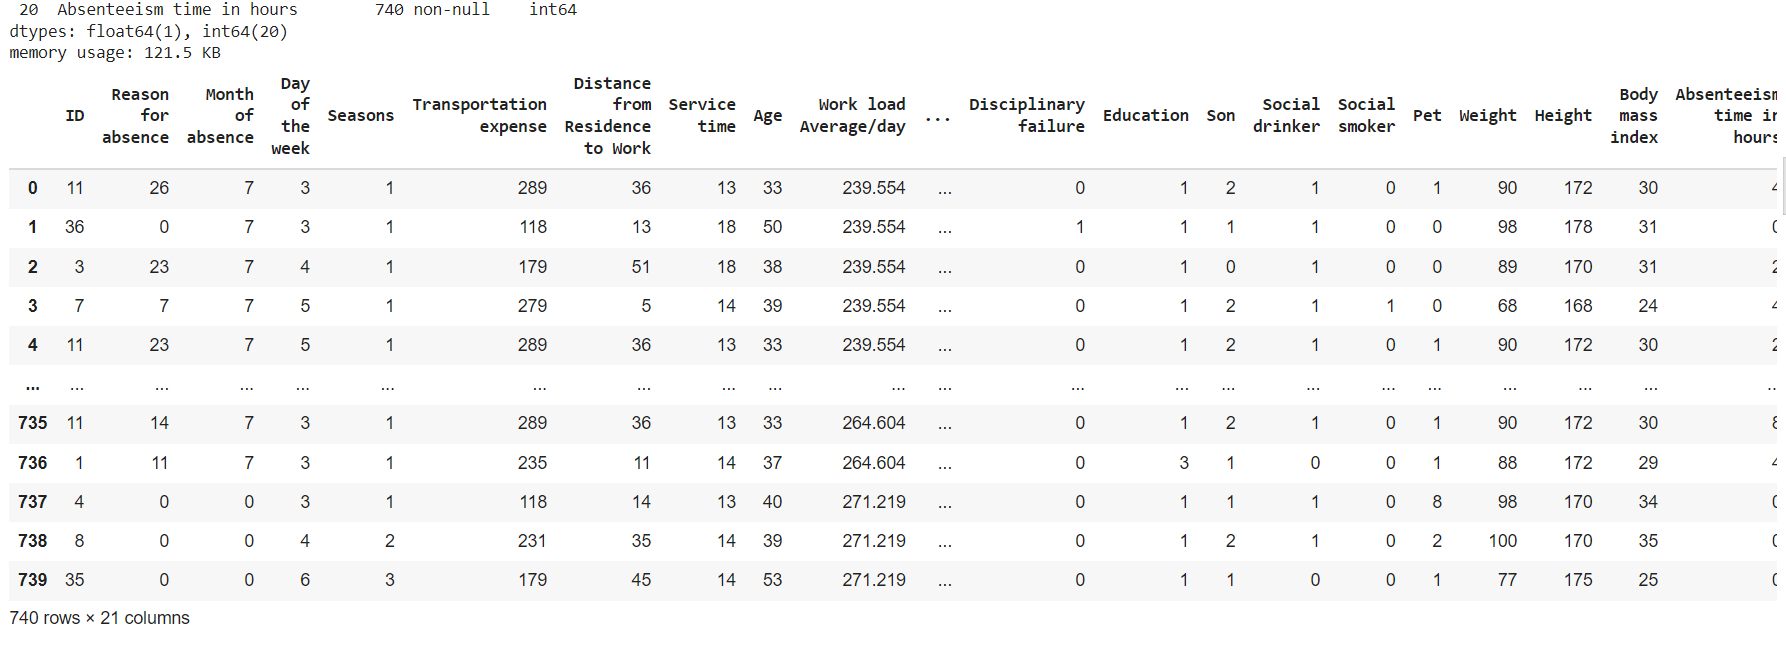 20 Absenteeism time in hours 740 non-null int64
dtypes: float64(1), int64(20)
memory usage: 121.5 KB
ID Reason for absence Month of absence Day of the week Seasons Transportation expense Distance from Residence to Work Service time Age Work load Average/day ... Disciplinary failure Education Son Social drinker Social smoker Pet Weight Height Body mass index Absenteeism time in hours
0 11 26 7 3 1 289 36 13 33 239.554 ... 0 1 2 1 0 1 90 172 30 4
1 36 0 7 3 1 118 13 18 50 239.554 ... 1 1 1 1 0 0 98 178 31 0
2 3 23 7 4 1 179 51 18 38 239.554 ... 0 1 0 1 0 0 89 170 31 2
3 7 7 7 5 1 279 5 14 39 239.554 ... 0 1 2 1 1 0 68 168 24 4
4 11 23 7 5 1 289 36 13 33 239.554 ... 0 1 2 1 0 1 90 172 30 2
... ... ... ... ... ... ... ... ... ... ... ... ... ... ... ... ... ... ... ... ... ...
735 11 14 7 3 1 289 36 13 33 264.604 ... 0 1 2 1 0 1 90 172 30 8
736 1 11 7 3 1 235 11 14 37 264.604 ... 0 3 1 0 0 1 88 172 29 4
737 4 0 0 3 1 118 14 13 40 271.219 ... 0 1 1 1 0 8 98 170 34 0
738 8 0 0 4 2 231 35 14 39 271.219 ... 0 1 2 1 0 2 100 170 35 0
739 35 0 0 6 3 179 45 14 53 271.219 ... 0 1 1 0 0 1 77 175 25 0
740 rows × 21 columns